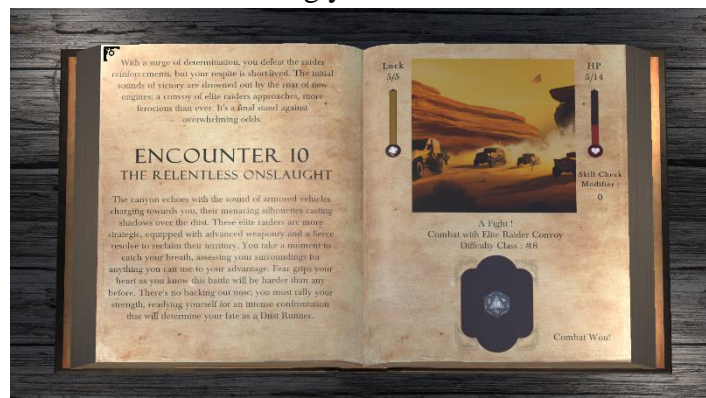 With a surge of determination, you defeat the raider
reinforcements, but your respite is short-lived. The initial
sounds of victory are drowned out by the roar of new
engines: a convoy of elite raiders approaches, more
ferocious than ever. It's a final stand against
overwhelming odds.
ENCOUNTER 10
THE RELENTLESS ONSLAUGHT
The canyon echoes with the sound of armored vehicles
charging towards you, their menacing silhouettes casting
shadows over the dust. These elite raiders are more
strategic, equipped with advanced weaponry and a fierce
resolve to reclaim their territory. You take a moment to
catch your breath, assessing your surroundings for
anything you can use to your advantage. Fear grips your
heart as you know this battle will be harder than any
before. There's no backing out now; you must rally your
strength, readying yourself for an intense confrontation
that will determine your fate as a Dust Runner.
Luck
5/5
HP
5/14
Skill Check
Modifier :
0
A Fight !
Combat with Elite Raider Convoy
Difficulty Class : #8
Combat Won!